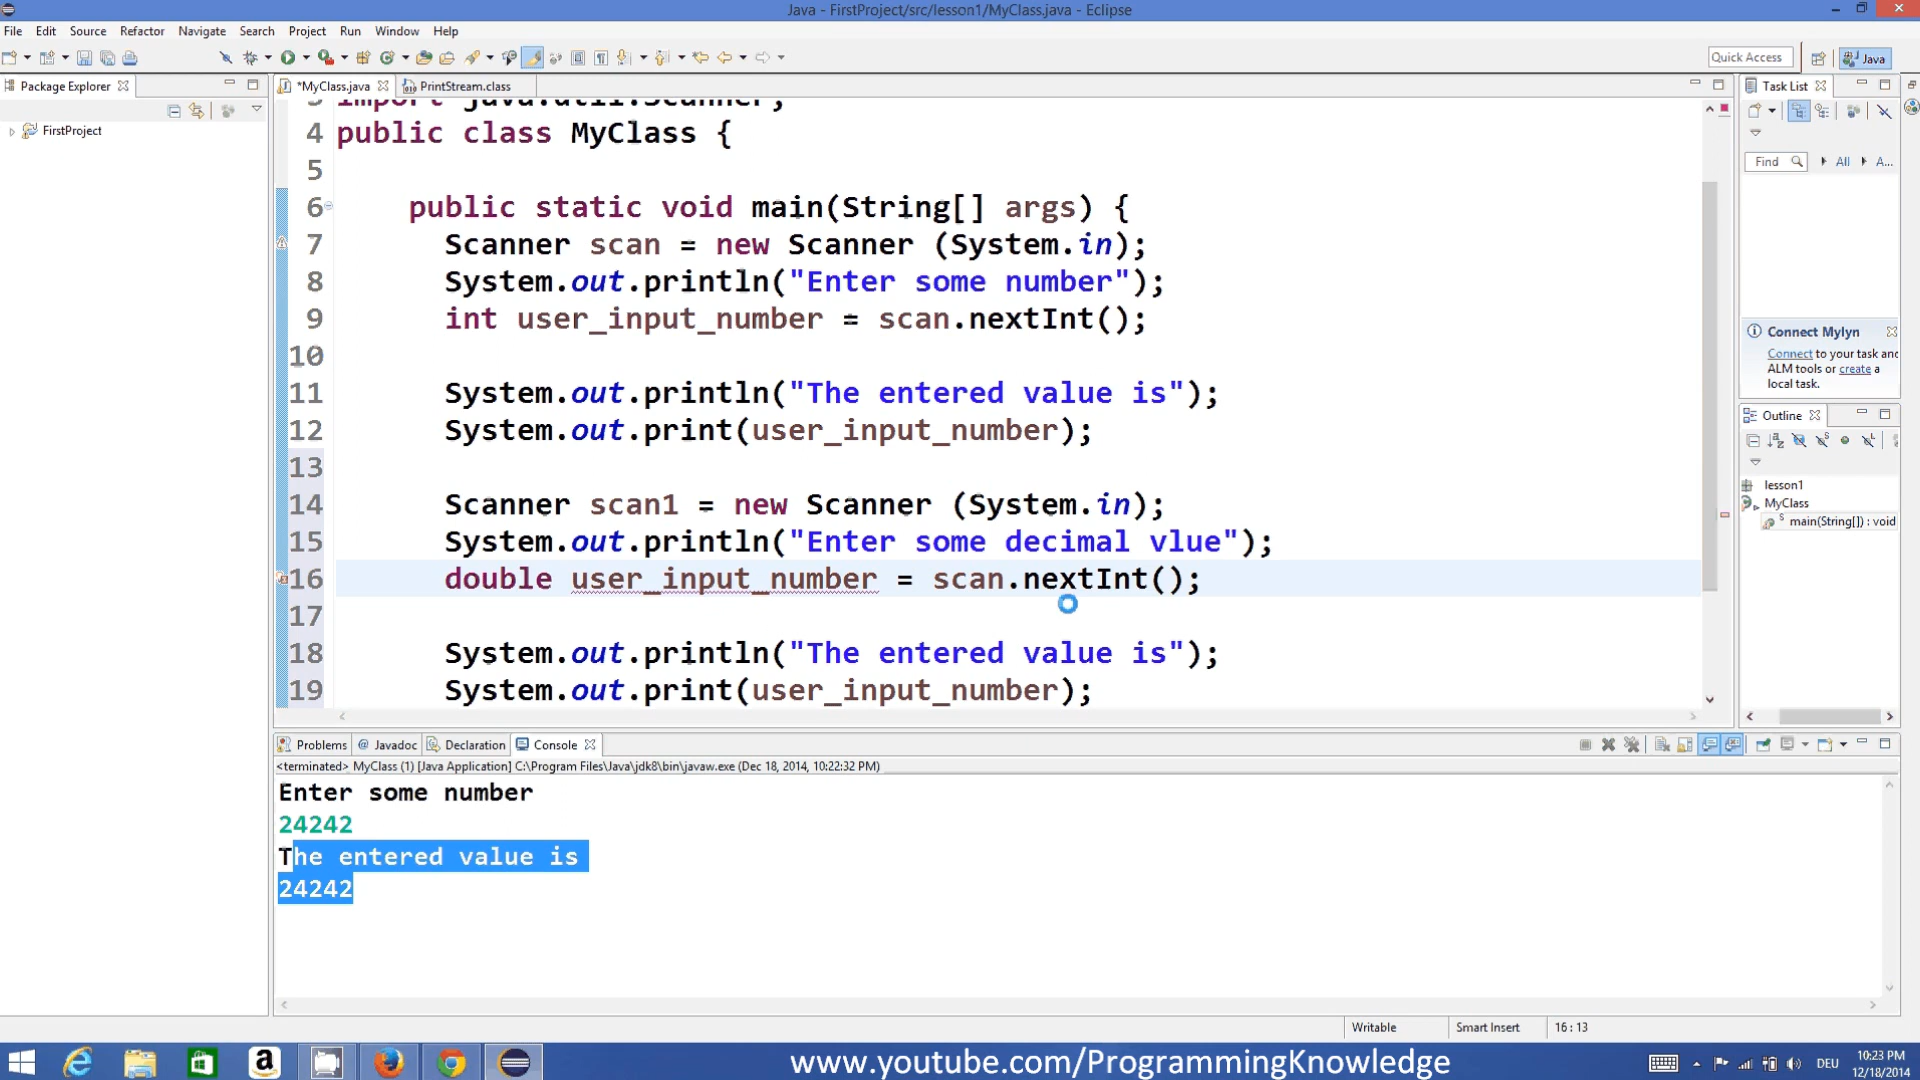 Java - FirstProject/src/lesson1/MyClass.java - Eclipse
File Edit Source Refactor Navigate Search Project Run Window Help
Quick Access Java
Package Explorer *MyClass.java PrintStream.class Task List
FirstProject
Find All A...
import java.util.Scanner;
4 public class MyClass {
5
6 public static void main(String[] args) {
7 Scanner scan = new Scanner (System.in);
8 System.out.println("Enter some number");
9 int user_input_number = scan.nextInt();
10
11 System.out.println("The entered value is");
12 System.out.print(user_input_number);
13
14 Scanner scan1 = new Scanner (System.in);
15 System.out.println("Enter some decimal vlue");
16 double user_input_number = scan.nextInt();
17
18 System.out.println("The entered value is");
19 System.out.print(user_input_number);
Connect Mylyn
Connect to your task and
ALM tools or create a
local task.
Outline
lesson1
MyClass
main(String[]) : void
Problems Javadoc Declaration Console
<terminated> MyClass (1) [Java Application] C:\Program Files\Java\jdk8\bin\javaw.exe (Dec 18, 2014, 10:22:32 PM)
Enter some number
24242
The entered value is
24242
Writable Smart Insert 16 : 13
www.youtube.com/ProgrammingKnowledge
DEU 10:23 PM
12/18/2014